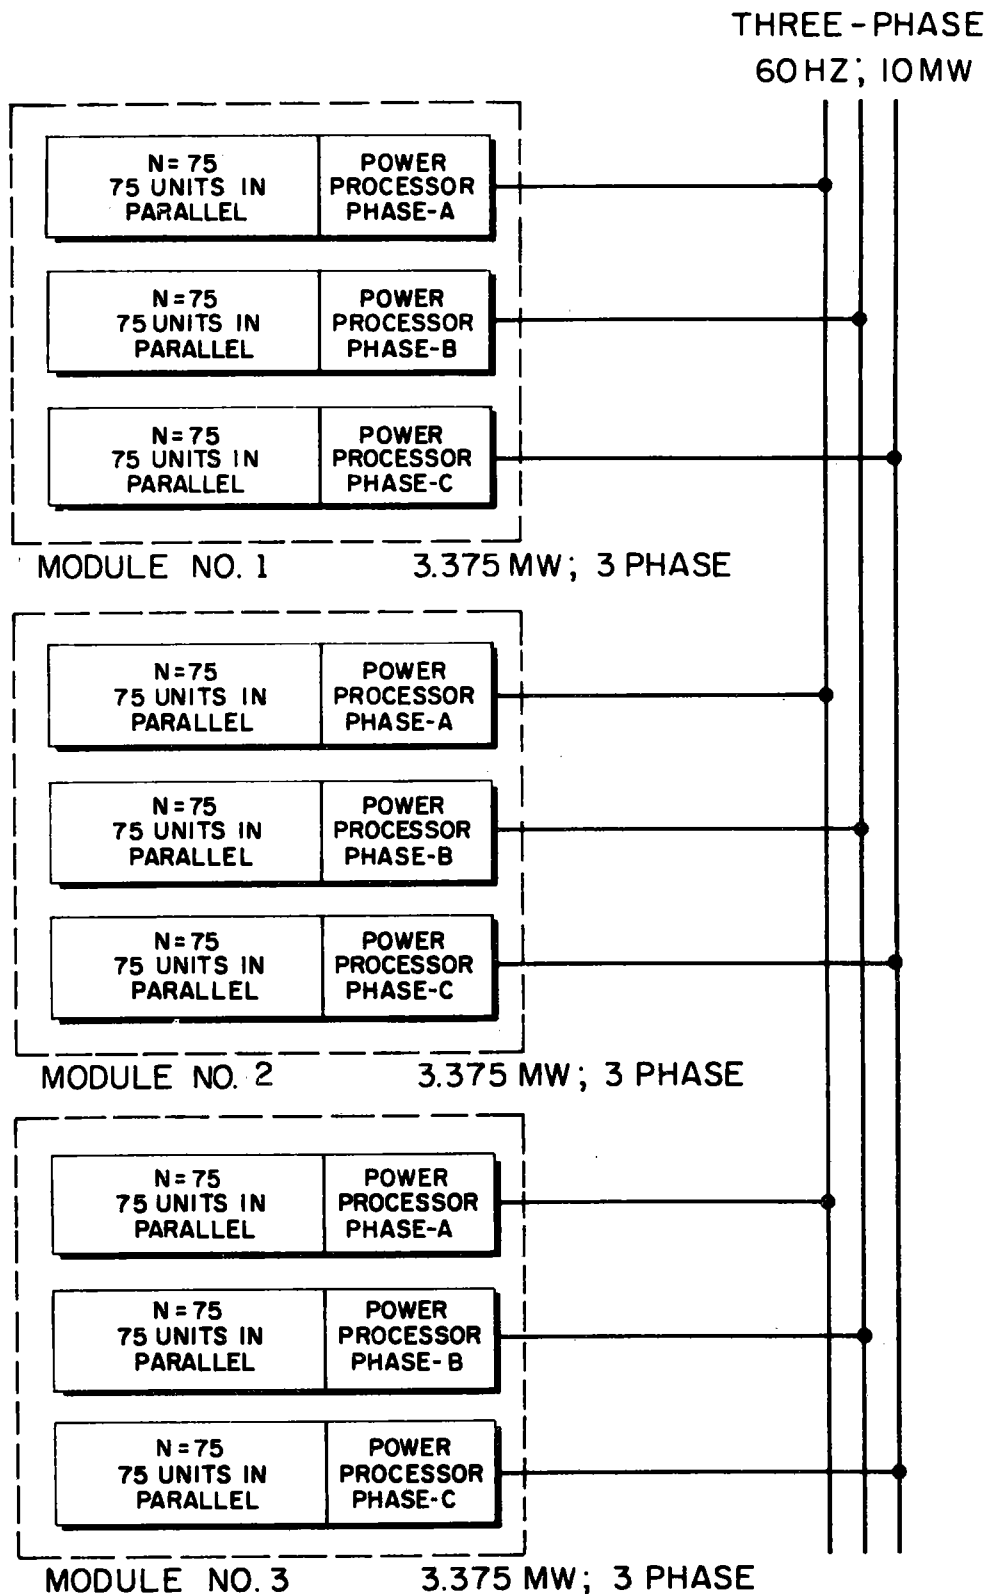 THREE-PHASE
60HZ; 10MW
N=75
75 UNITS IN
PARALLEL
POWER
PROCESSOR
PHASE-A
N=75
75 UNITS IN
PARALLEL
POWER
PROCESSOR
PHASE-B
N=75
75 UNITS IN
PARALLEL
POWER
PROCESSOR
PHASE-C
MODULE NO. 1 3.375 MW; 3 PHASE
N=75
75 UNITS IN
PARALLEL
POWER
PROCESSOR
PHASE-A
N=75
75 UNITS IN
PARALLEL
POWER
PROCESSOR
PHASE-B
N=75
75 UNITS IN
PARALLEL
POWER
PROCESSOR
PHASE-C
MODULE NO. 2 3.375 MW; 3 PHASE
N=75
75 UNITS IN
PARALLEL
POWER
PROCESSOR
PHASE-A
N=75
75 UNITS IN
PARALLEL
POWER
PROCESSOR
PHASE-B
N=75
75 UNITS IN
PARALLEL
POWER
PROCESSOR
PHASE-C
MODULE NO. 3 3.375 MW; 3 PHASE